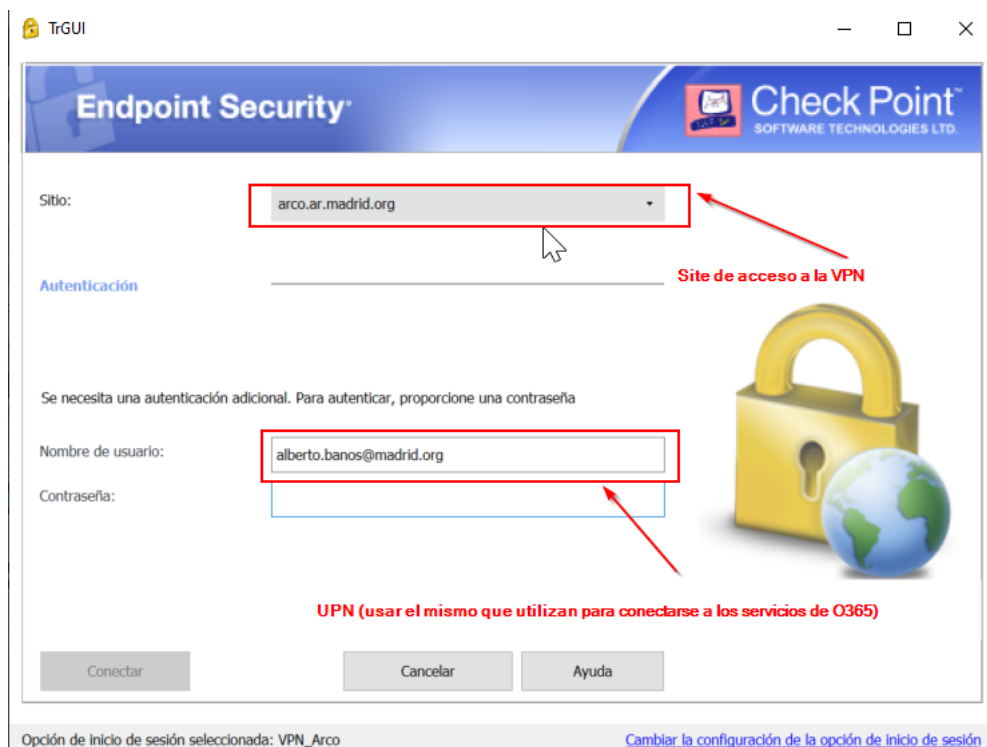 TrGUI
Endpoint Security
Check Point™
SOFTWARE TECHNOLOGIES LTD.
Sitio:
arco.ar.madrid.org
Site de acceso a la VPN
Autenticación
Se necesita una autenticación adicional. Para autenticar, proporcione una contraseña
Nombre de usuario:
alberto.banos@madrid.org
Contraseña:
UPN (usar el mismo que utilizan para conectarse a los servicios de O365)
Conectar
Cancelar
Ayuda
Opción de inicio de sesión seleccionada: VPN_Arco
Cambiar la configuración de la opción de inicio de sesión